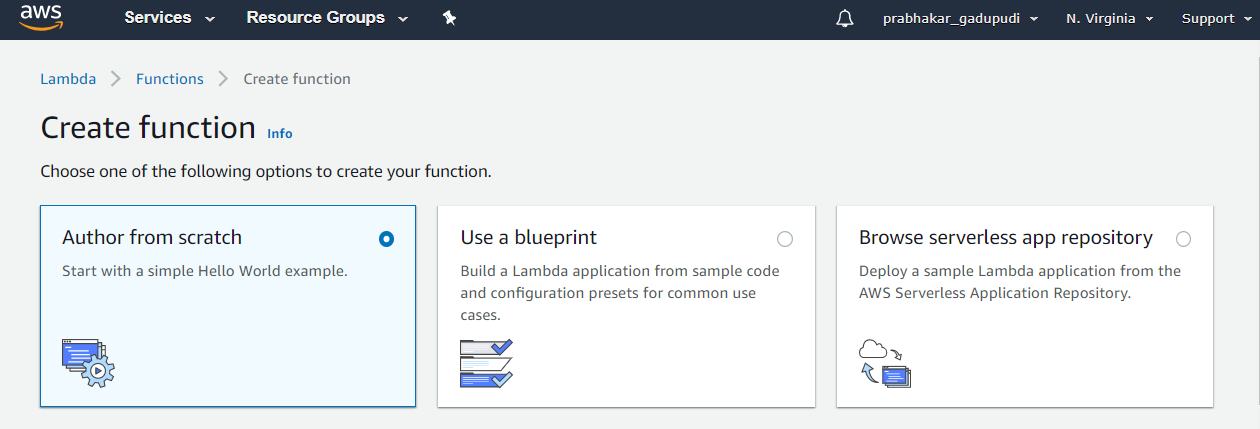 aws Services Resource Groups prabhakar_gadupudi N. Virginia Support
Lambda Functions Create function
Create function Info
Choose one of the following options to create your function.
Author from scratch
Start with a simple Hello World example.
Use a blueprint
Build a Lambda application from sample code
and configuration presets for common use
cases.
Browse serverless app repository
Deploy a sample Lambda application from the
AWS Serverless Application Repository.